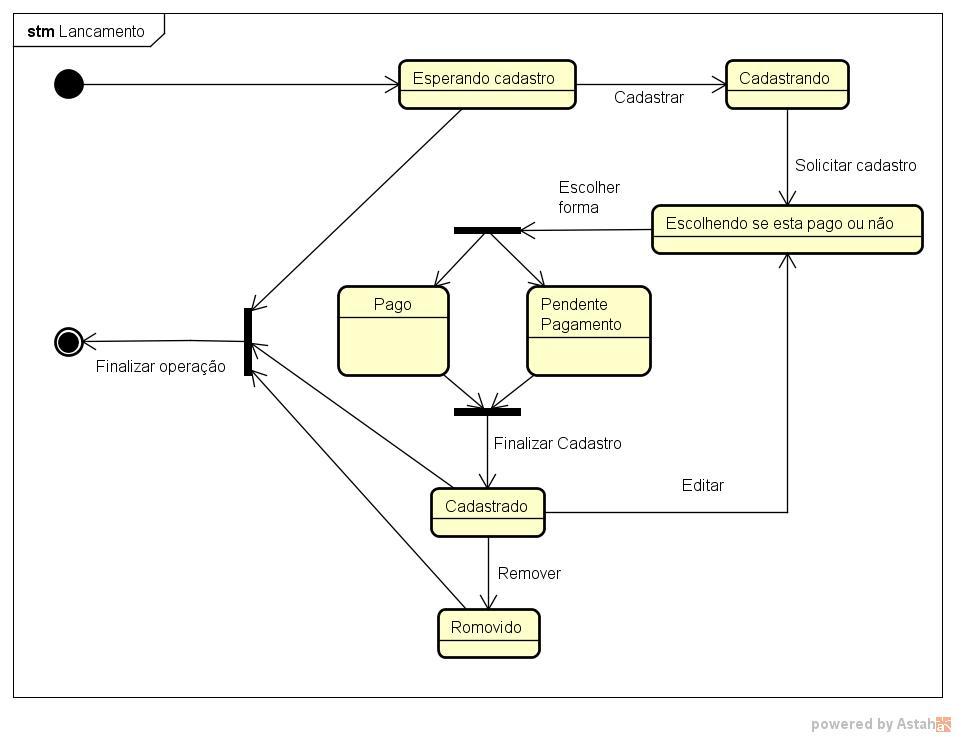 stm Lancamento
Esperando cadastro
Cadastrar
Cadastrando
Solicitar cadastro
Escolher
forma
Escolhendo se esta pago ou não
Pago
Pendente
Pagamento
Finalizar operação
Finalizar Cadastro
Editar
Cadastrado
Remover
Romovido
powered by Astah